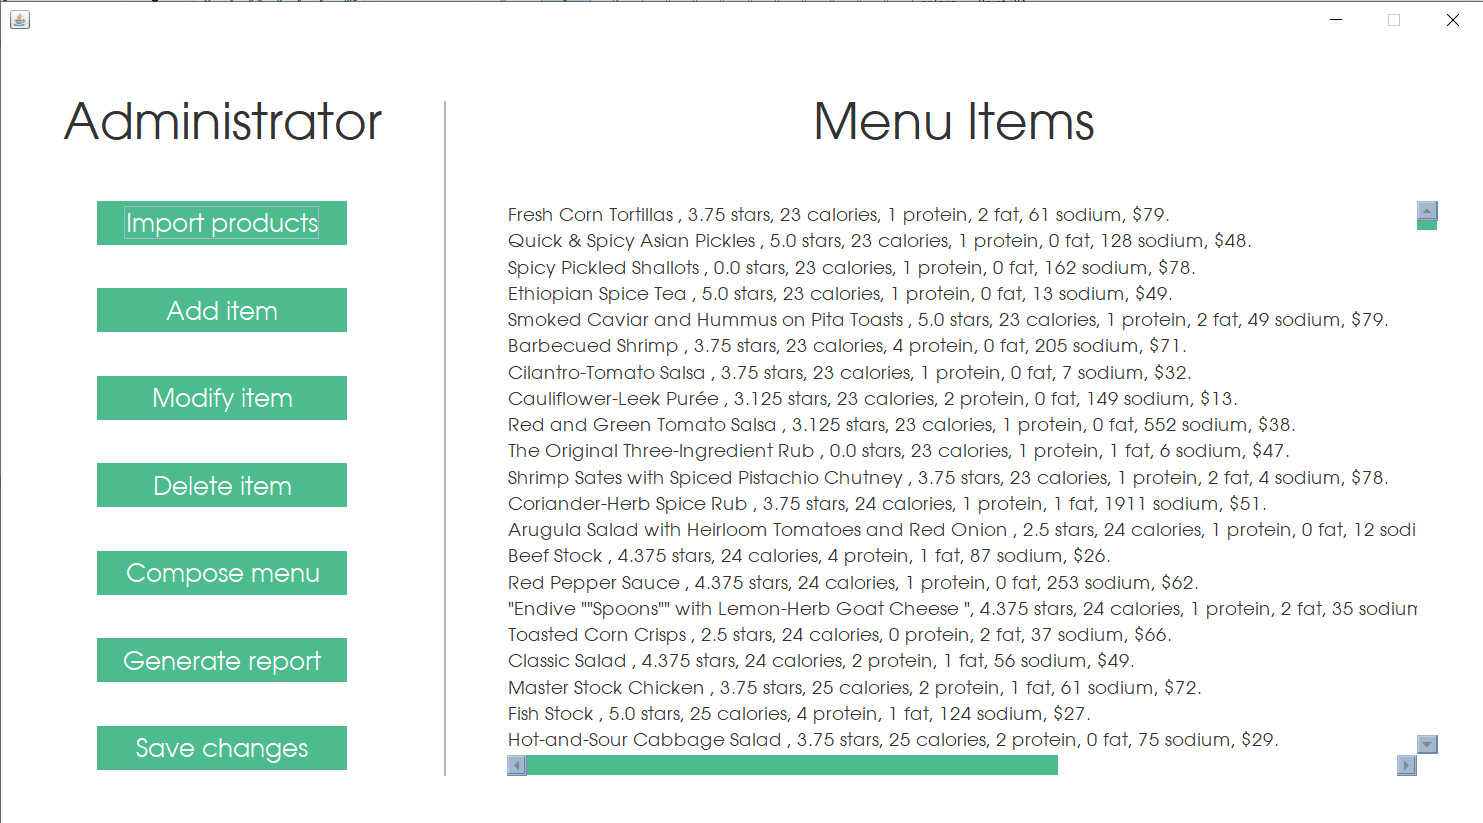 Administrator
Import products
Add item
Modify item
Delete item
Compose menu
Generate report
Save changes
Menu Items
Fresh Corn Tortillas , 3.75 stars, 23 calories, 1 protein, 2 fat, 61 sodium, $79.
Quick & Spicy Asian Pickles , 5.0 stars, 23 calories, 1 protein, 0 fat, 128 sodium, $48.
Spicy Pickled Shallots , 0.0 stars, 23 calories, 1 protein, 0 fat, 162 sodium, $78.
Ethiopian Spice Tea , 5.0 stars, 23 calories, 1 protein, 0 fat, 13 sodium, $49.
Smoked Caviar and Hummus on Pita Toasts , 5.0 stars, 23 calories, 1 protein, 2 fat, 49 sodium, $79.
Barbecued Shrimp , 3.75 stars, 23 calories, 4 protein, 0 fat, 205 sodium, $71.
Cilantro-Tomato Salsa , 3.75 stars, 23 calories, 1 protein, 0 fat, 7 sodium, $32.
Cauliflower-Leek Purée , 3.125 stars, 23 calories, 2 protein, 0 fat, 149 sodium, $13.
Red and Green Tomato Salsa , 3.125 stars, 23 calories, 1 protein, 0 fat, 552 sodium, $38.
The Original Three-Ingredient Rub , 0.0 stars, 23 calories, 1 protein, 1 fat, 6 sodium, $47.
Shrimp Sates with Spiced Pistachio Chutney , 3.75 stars, 23 calories, 1 protein, 2 fat, 4 sodium, $78.
Coriander-Herb Spice Rub , 3.75 stars, 24 calories, 1 protein, 1 fat, 1911 sodium, $51.
Arugula Salad with Heirloom Tomatoes and Red Onion , 2.5 stars, 24 calories, 1 protein, 0 fat, 12 sodi
Beef Stock , 4.375 stars, 24 calories, 4 protein, 1 fat, 87 sodium, $26.
Red Pepper Sauce , 4.375 stars, 24 calories, 1 protein, 0 fat, 253 sodium, $62.
"Endive ""Spoons"" with Lemon-Herb Goat Cheese ", 4.375 stars, 24 calories, 1 protein, 2 fat, 35 sodium
Toasted Corn Crisps , 2.5 stars, 24 calories, 0 protein, 2 fat, 37 sodium, $66.
Classic Salad , 4.375 stars, 24 calories, 2 protein, 1 fat, 56 sodium, $49.
Master Stock Chicken , 3.75 stars, 25 calories, 2 protein, 1 fat, 61 sodium, $72.
Fish Stock , 5.0 stars, 25 calories, 4 protein, 1 fat, 124 sodium, $27.
Hot-and-Sour Cabbage Salad , 3.75 stars, 25 calories, 2 protein, 0 fat, 75 sodium, $29.